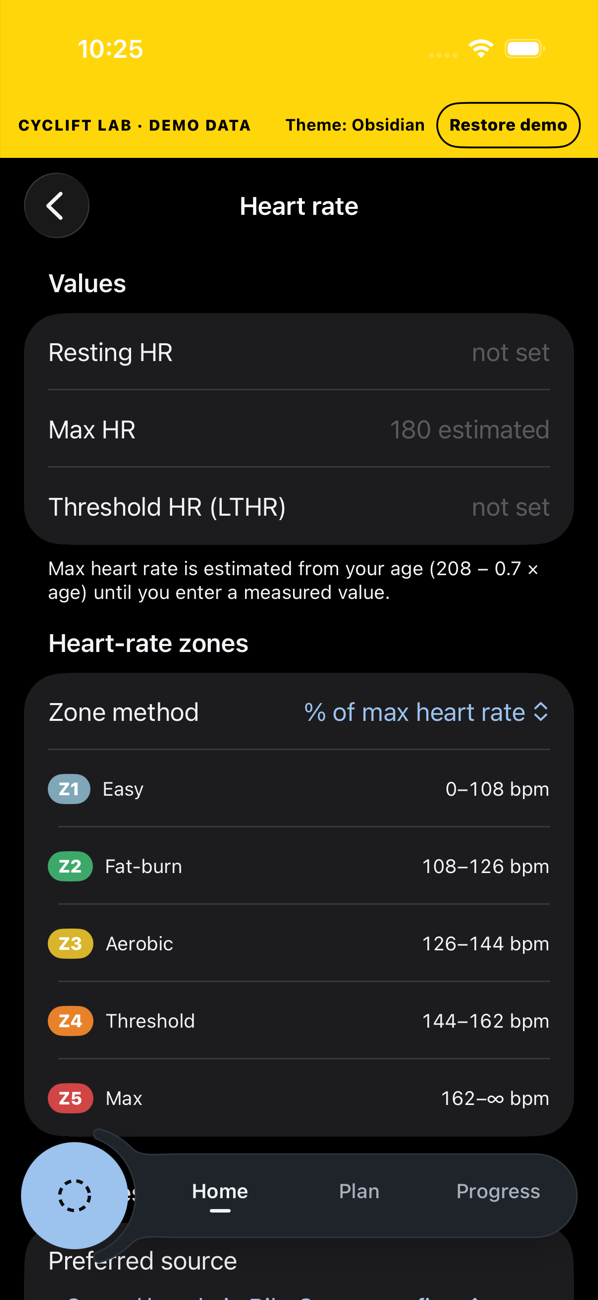 10:25
CYCLIFT LAB · DEMO DATA
Theme: Obsidian
Restore demo
Heart rate
Values
Resting HR
not set
Max HR
180 estimated
Threshold HR (LTHR)
not set
Max heart rate is estimated from your age (208 – 0.7 ×
age) until you enter a measured value.
Heart-rate zones
Zone method
% of max heart rate
Z1 Easy
0–108 bpm
Z2 Fat-burn
108–126 bpm
Z3 Aerobic
126–144 bpm
Z4 Threshold
144–162 bpm
Z5 Max
162–∞ bpm
Home
Plan
Progress
Preferred source